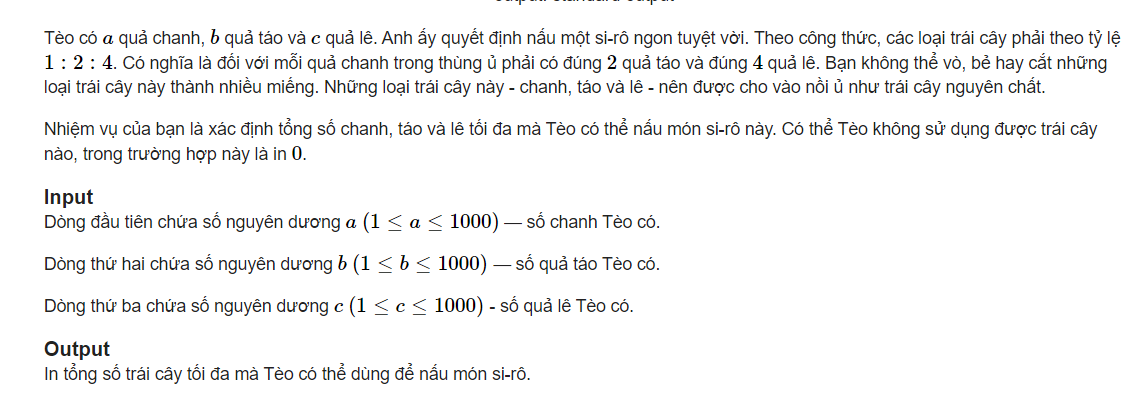 Tèo có a quả chanh, b quả táo và c quả lê. Anh ấy quyết định nấu một si-rô ngon tuyệt vời. Theo công thức, các loại trái cây phải theo tỷ lệ
1 : 2 : 4. Có nghĩa là đối với mỗi quả chanh trong thùng ủ phải có đúng 2 quả táo và đúng 4 quả lê. Bạn không thể vò, bẻ hay cắt những
loại trái cây này thành nhiều miếng. Những loại trái cây này - chanh, táo và lê - nên được cho vào nồi ủ như trái cây nguyên chất.
Nhiệm vụ của bạn là xác định tổng số chanh, táo và lê tối đa mà Tèo có thể nấu món si-rô này. Có thể Tèo không sử dụng được trái cây
nào, trong trường hợp này là in 0.
Input
Dòng đầu tiên chứa số nguyên dương a (1 ≤ a ≤ 1000) — số chanh Tèo có.
Dòng thứ hai chứa số nguyên dương b (1 ≤ b ≤ 1000) — số quả táo Tèo có.
Dòng thứ ba chứa số nguyên dương c (1 ≤ c ≤ 1000) - số quả lê Tèo có.
Output
In tổng số trái cây tối đa mà Tèo có thể dùng để nấu món si-rô.